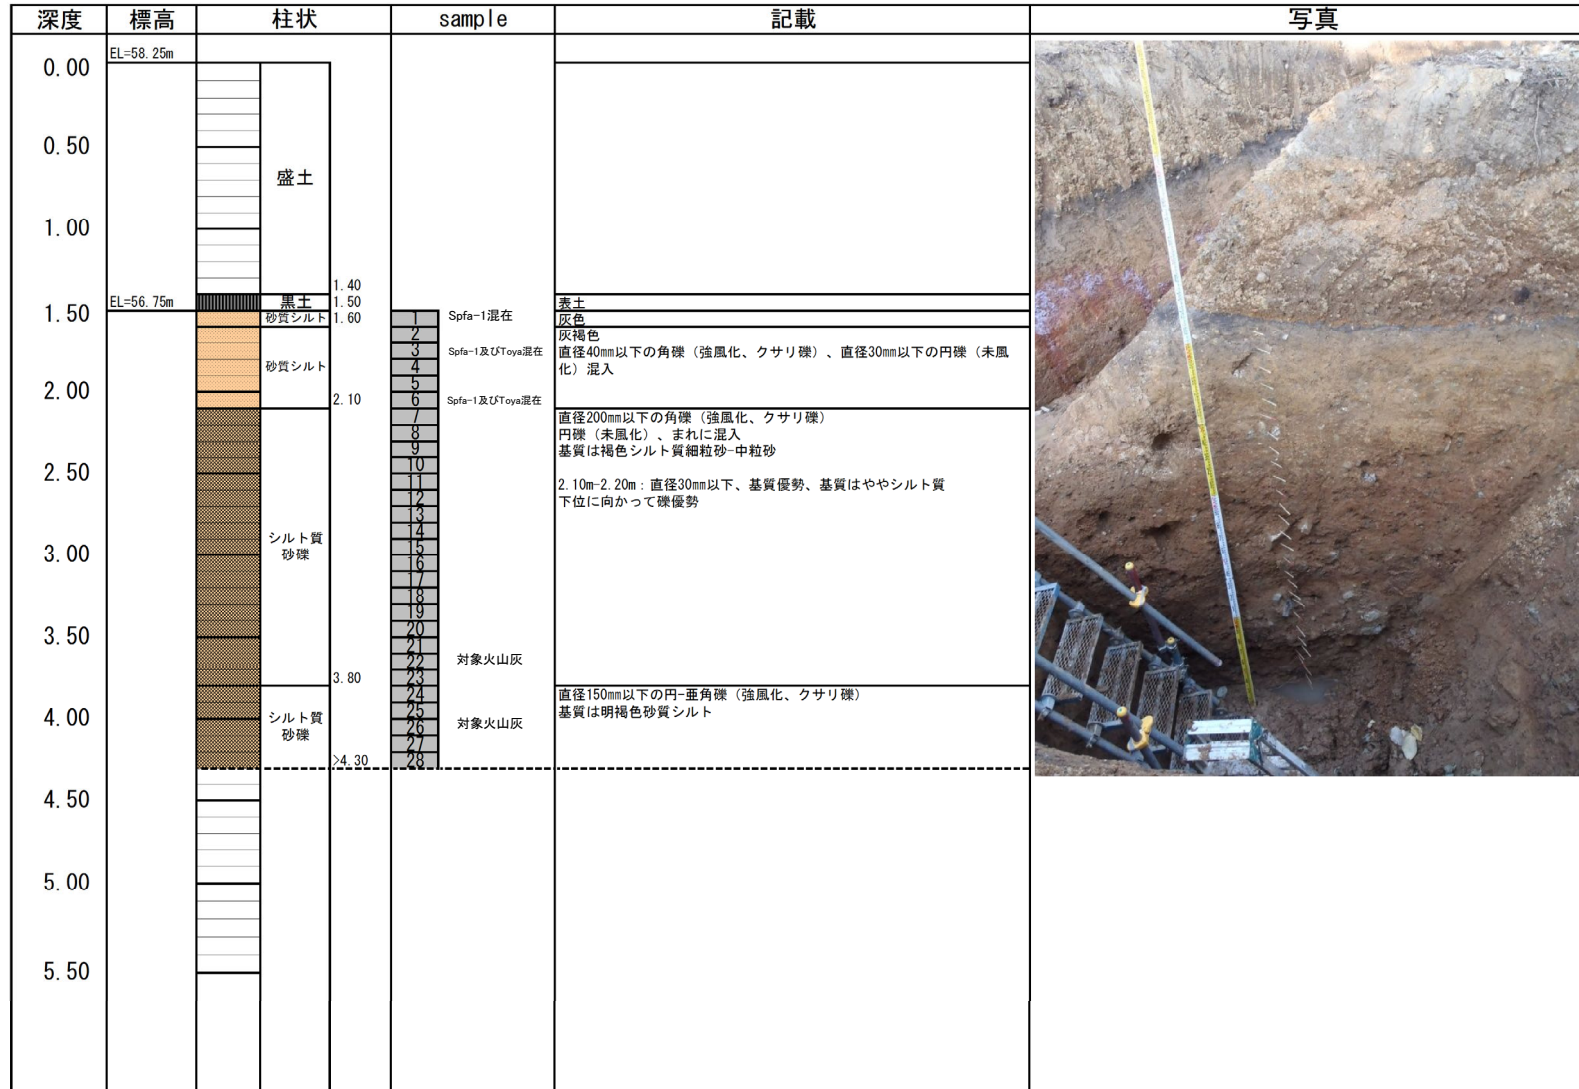 深度 標高 柱状 sample 記載 写真
EL=58.25m
0.00
0.50
盛土
1.00
1.40
EL=56.75m 黒土 1.50 表土
1.50 砂質シルト 1.60 1 Spfa-1混在 灰色
2 灰褐色
3 Spfa-1及びToya混在 直径40mm以下の角礫（強風化、クサリ礫）、直径30mm以下の円礫（未風
砂質シルト 4 化）混入
5
2.00
2.10 6 Spfa-1及びToya混在
7 直径200mm以下の角礫（強風化、クサリ礫）
8 円礫（未風化）、まれに混入
9 基質は褐色シルト質細粒砂-中粒砂
2.50 10
11 2.10m-2.20m：直径30mm以下、基質優勢、基質はややシルト質
12 下位に向かって礫優勢
13
14
シルト質
砂礫
3.00 15
16
17
18
19
20
3.50 21
22 対象火山灰
3.80 23
24 直径150mm以下の円-亜角礫（強風化、クサリ礫）
25 基質は明褐色砂質シルト
4.00 シルト質
砂礫
26 対象火山灰
27
>4.30 28
4.50
5.00
5.50